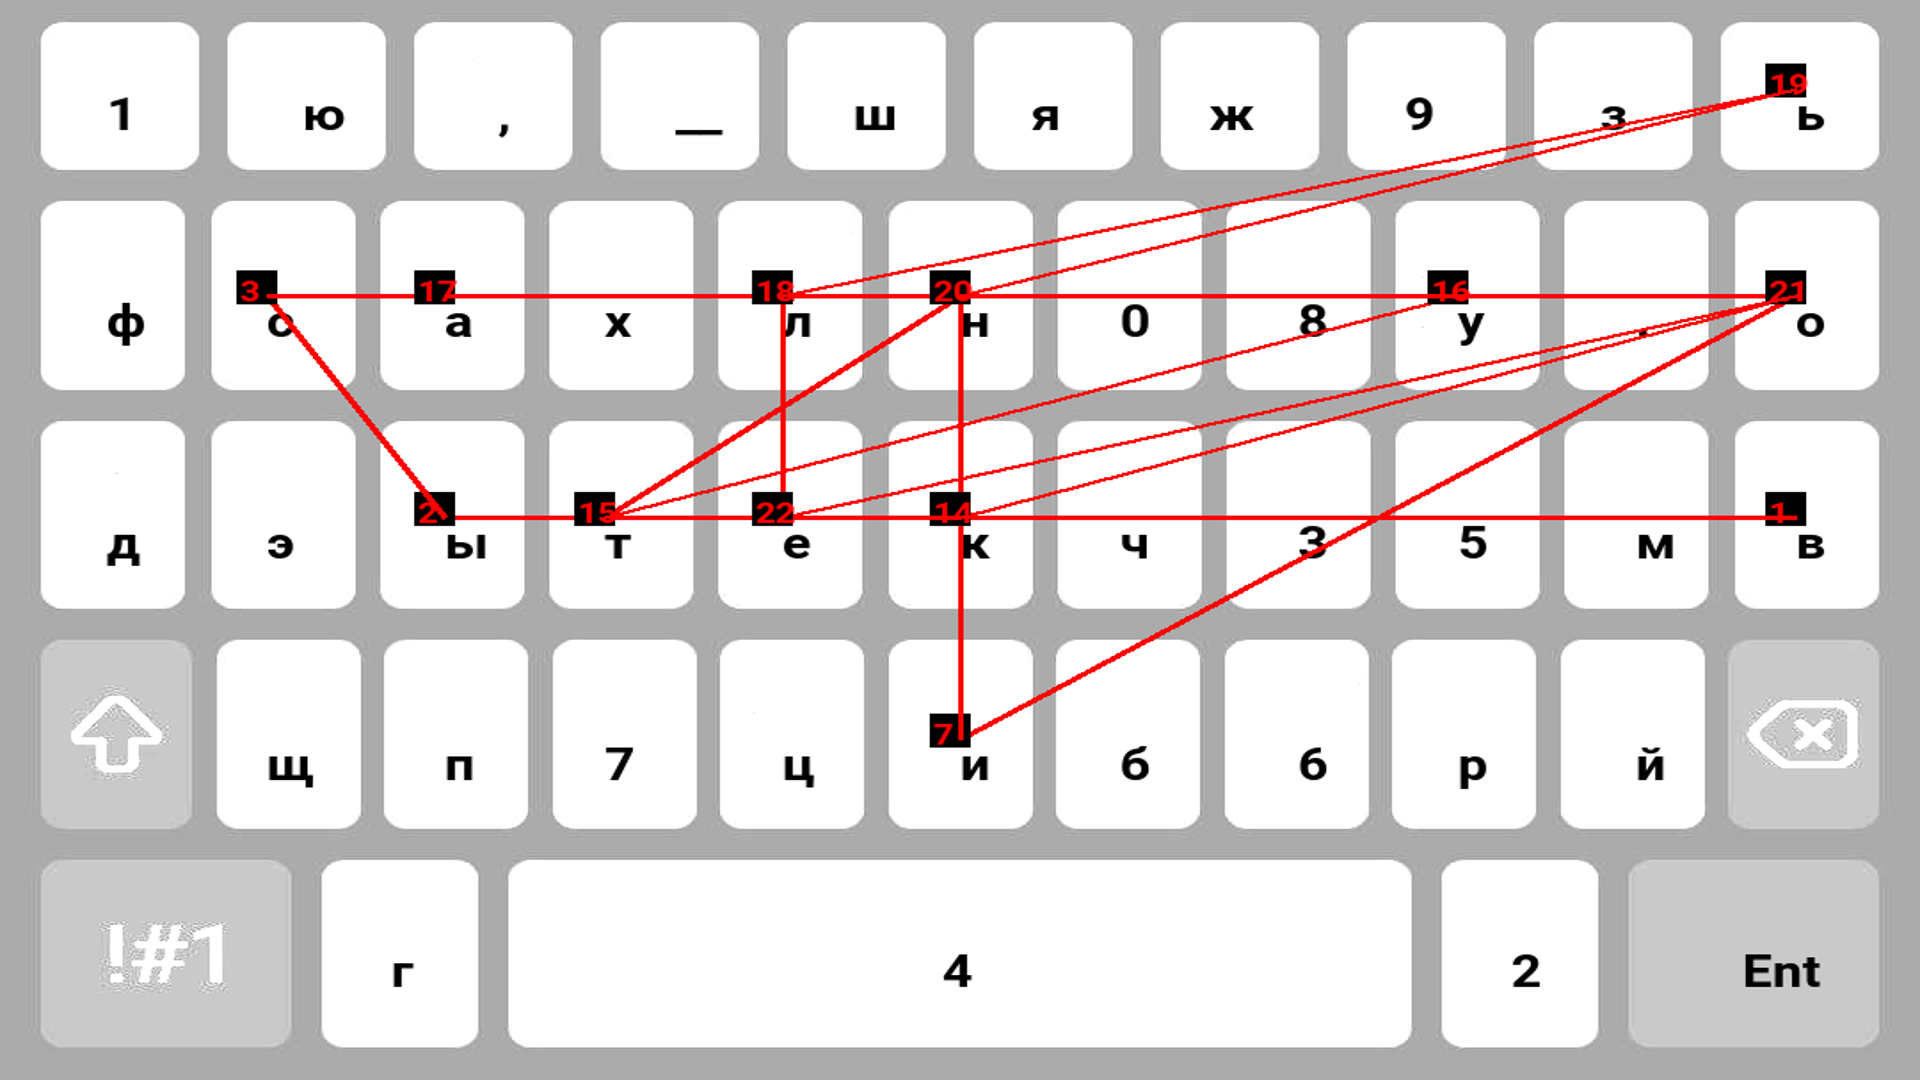 1 ю , _ ш я ж 9 з 19 ь
ф 3 с 17 а х 18 л 20 н 0 8 16 у . 21 о
д э 2 ы 15 т 22 е 14 к ч 3 5 м 1 в
щ п 7 ц 7 и б 6 р й
!#1 г 4 2 Ent